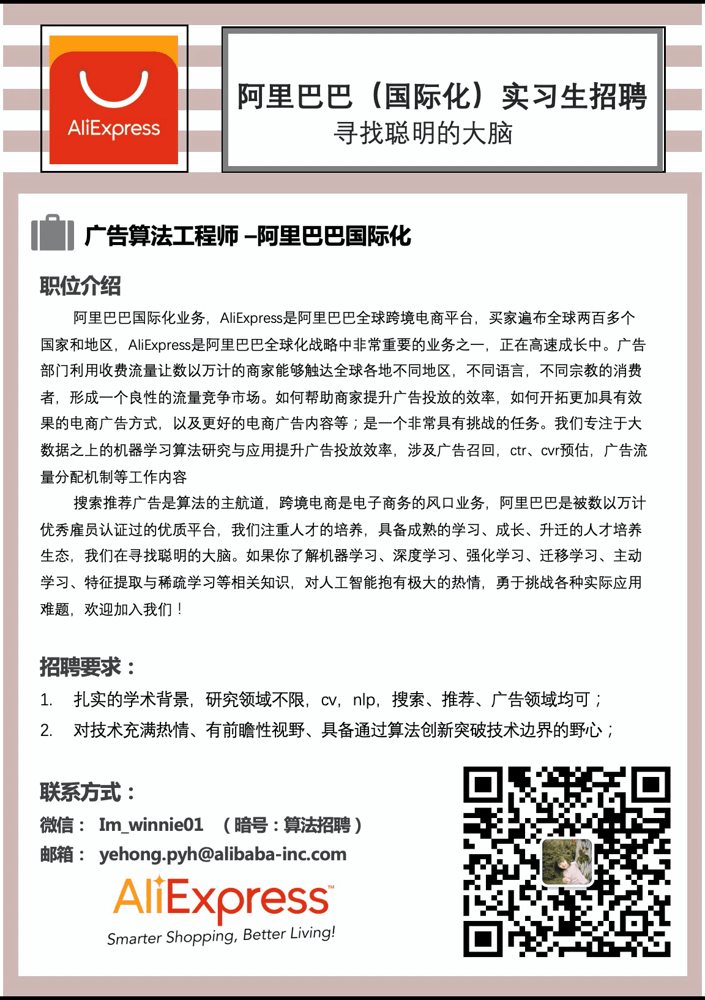 AliExpress
阿里巴巴（国际化）实习生招聘
寻找聪明的大脑
广告算法工程师 –阿里巴巴国际化
职位介绍
阿里巴巴国际化业务，AliExpress是阿里巴巴全球跨境电商平台，买家遍布全球两百多个
国家和地区，AliExpress是阿里巴巴全球化战略中非常重要的业务之一，正在高速成长中。广告
部门利用收费流量让数以万计的商家能够触达全球各地不同地区，不同语言，不同宗教的消费
者，形成一个良性的流量竞争市场。如何帮助商家提升广告投放的效率，如何开拓更加具有效
果的电商广告方式，以及更好的电商广告内容等；是一个非常具有挑战的任务。我们专注于大
数据之上的机器学习算法研究与应用提升广告投放效率，涉及广告召回，ctr、cvr预估，广告流
量分配机制等工作内容
搜索推荐广告是算法的主航道，跨境电商是电子商务的风口业务，阿里巴巴是被数以万计
优秀雇员认证过的优质平台，我们注重人才的培养，具备成熟的学习、成长、升迁的人才培养
生态，我们在寻找聪明的大脑。如果你了解机器学习、深度学习、强化学习、迁移学习、主动
学习、特征提取与稀疏学习等相关知识，对人工智能抱有极大的热情，勇于挑战各种实际应用
难题，欢迎加入我们！
招聘要求：
1. 扎实的学术背景，研究领域不限，cv，nlp，搜索、推荐、广告领域均可；
2. 对技术充满热情、有前瞻性视野、具备通过算法创新突破技术边界的野心；
联系方式：
微信： Im_winnie01 （暗号：算法招聘）
邮箱： yehong.pyh@alibaba-inc.com
AliExpress™
Smarter Shopping, Better Living!